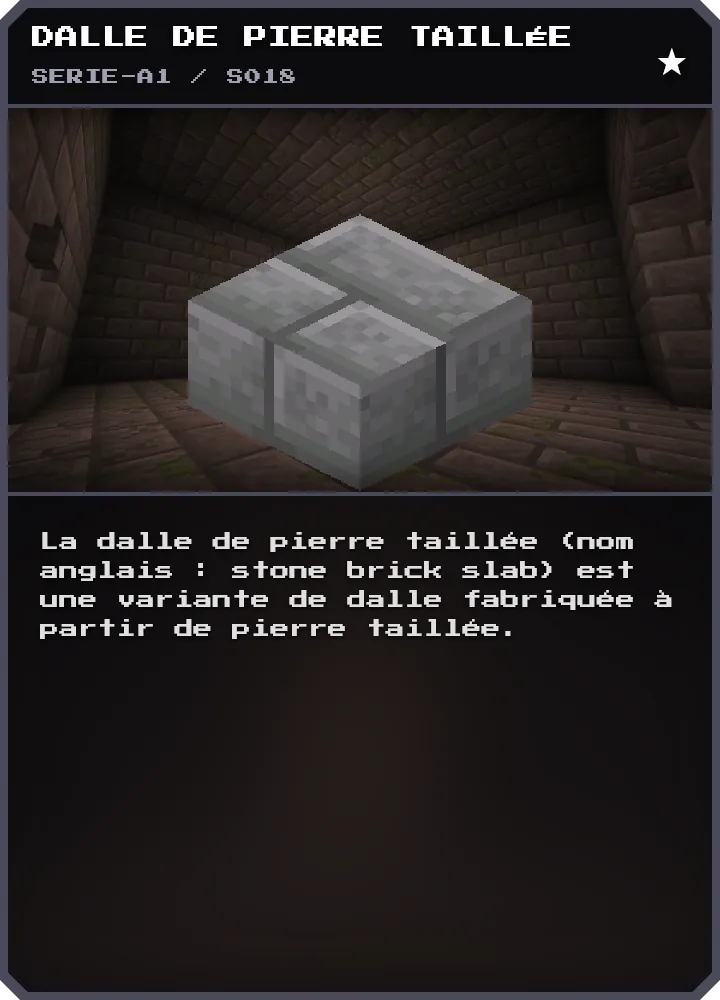 DALLE DE PIERRE TAILLéE
SERIE-A1 / S018
La dalle de pierre taillée (nom
anglais : stone brick slab) est
une variante de dalle fabriquée à
partir de pierre taillée.